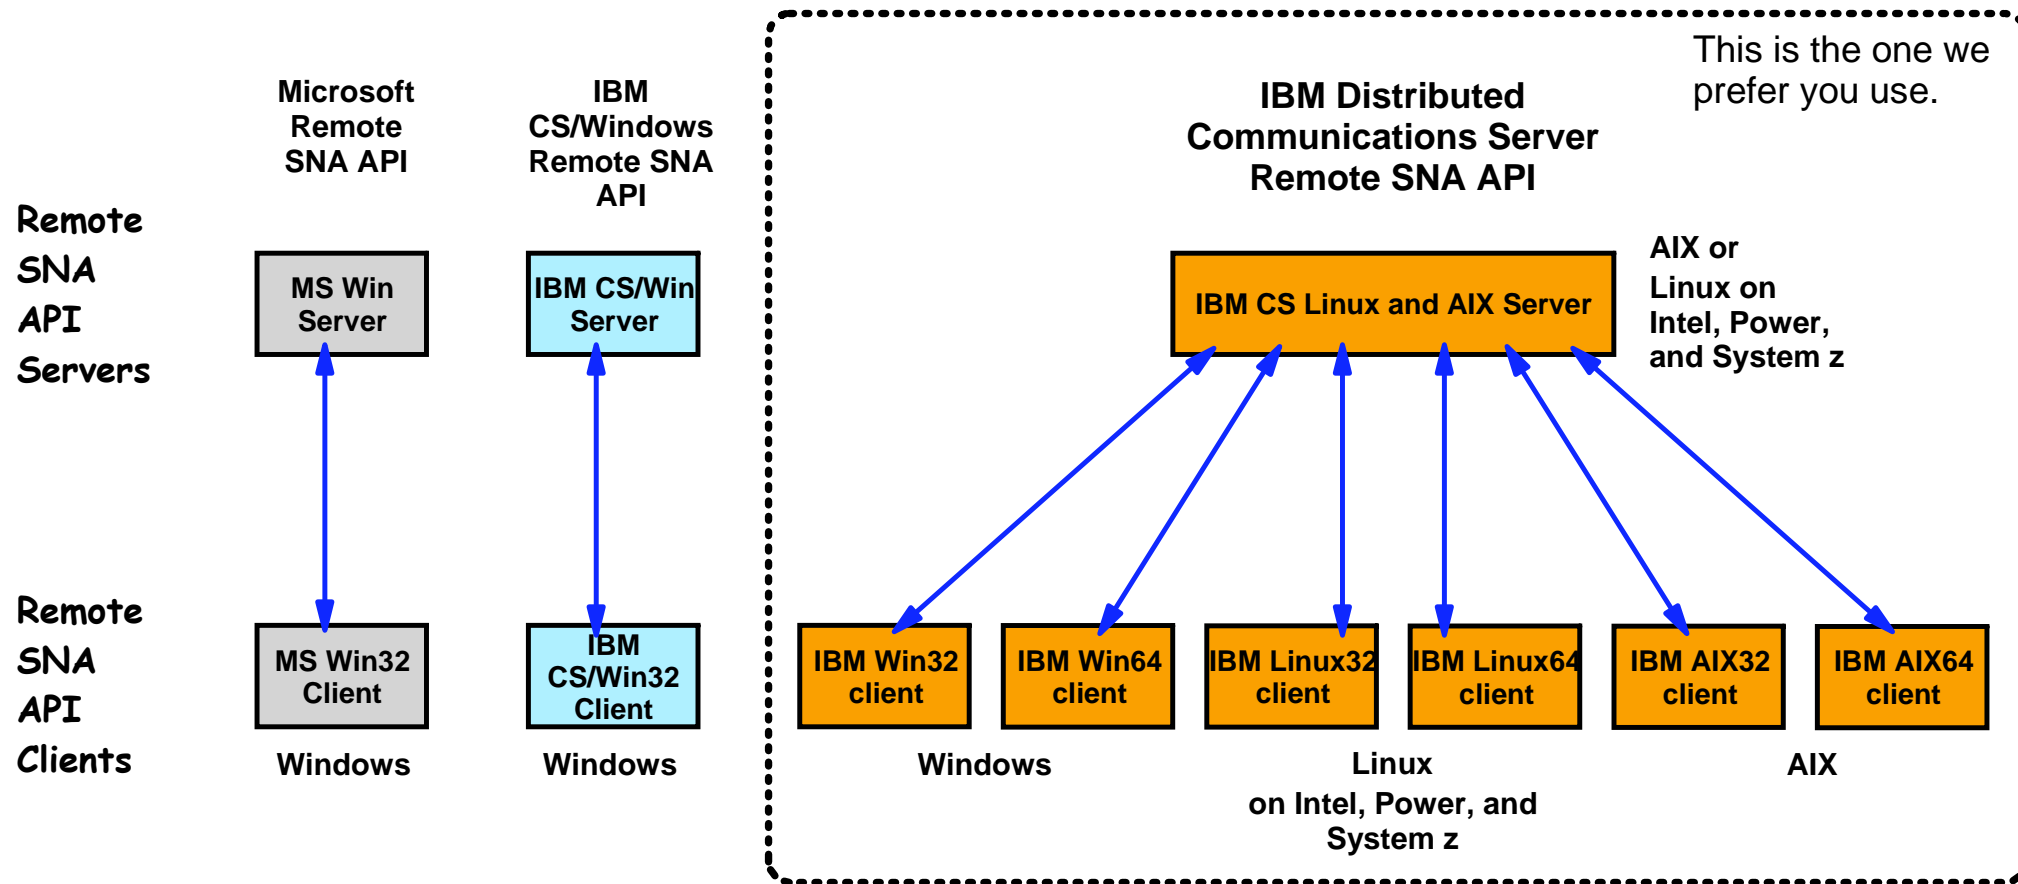 This is the one we
prefer you use.
Microsoft
Remote
SNA API
IBM
CS/Windows
Remote SNA
API
IBM Distributed
Communications Server
Remote SNA API
Remote
SNA
API
Servers
MS Win
Server
IBM CS/Win
Server
IBM CS Linux and AIX Server
AIX or
Linux on
Intel, Power,
and System z
Remote
SNA
API
Clients
MS Win32
Client
IBM
CS/Win32
Client
IBM Win32
client
IBM Win64
client
IBM Linux32
client
IBM Linux64
client
IBM AIX32
client
IBM AIX64
client
Windows
Windows
Windows
Linux
on Intel, Power, and
System z
AIX